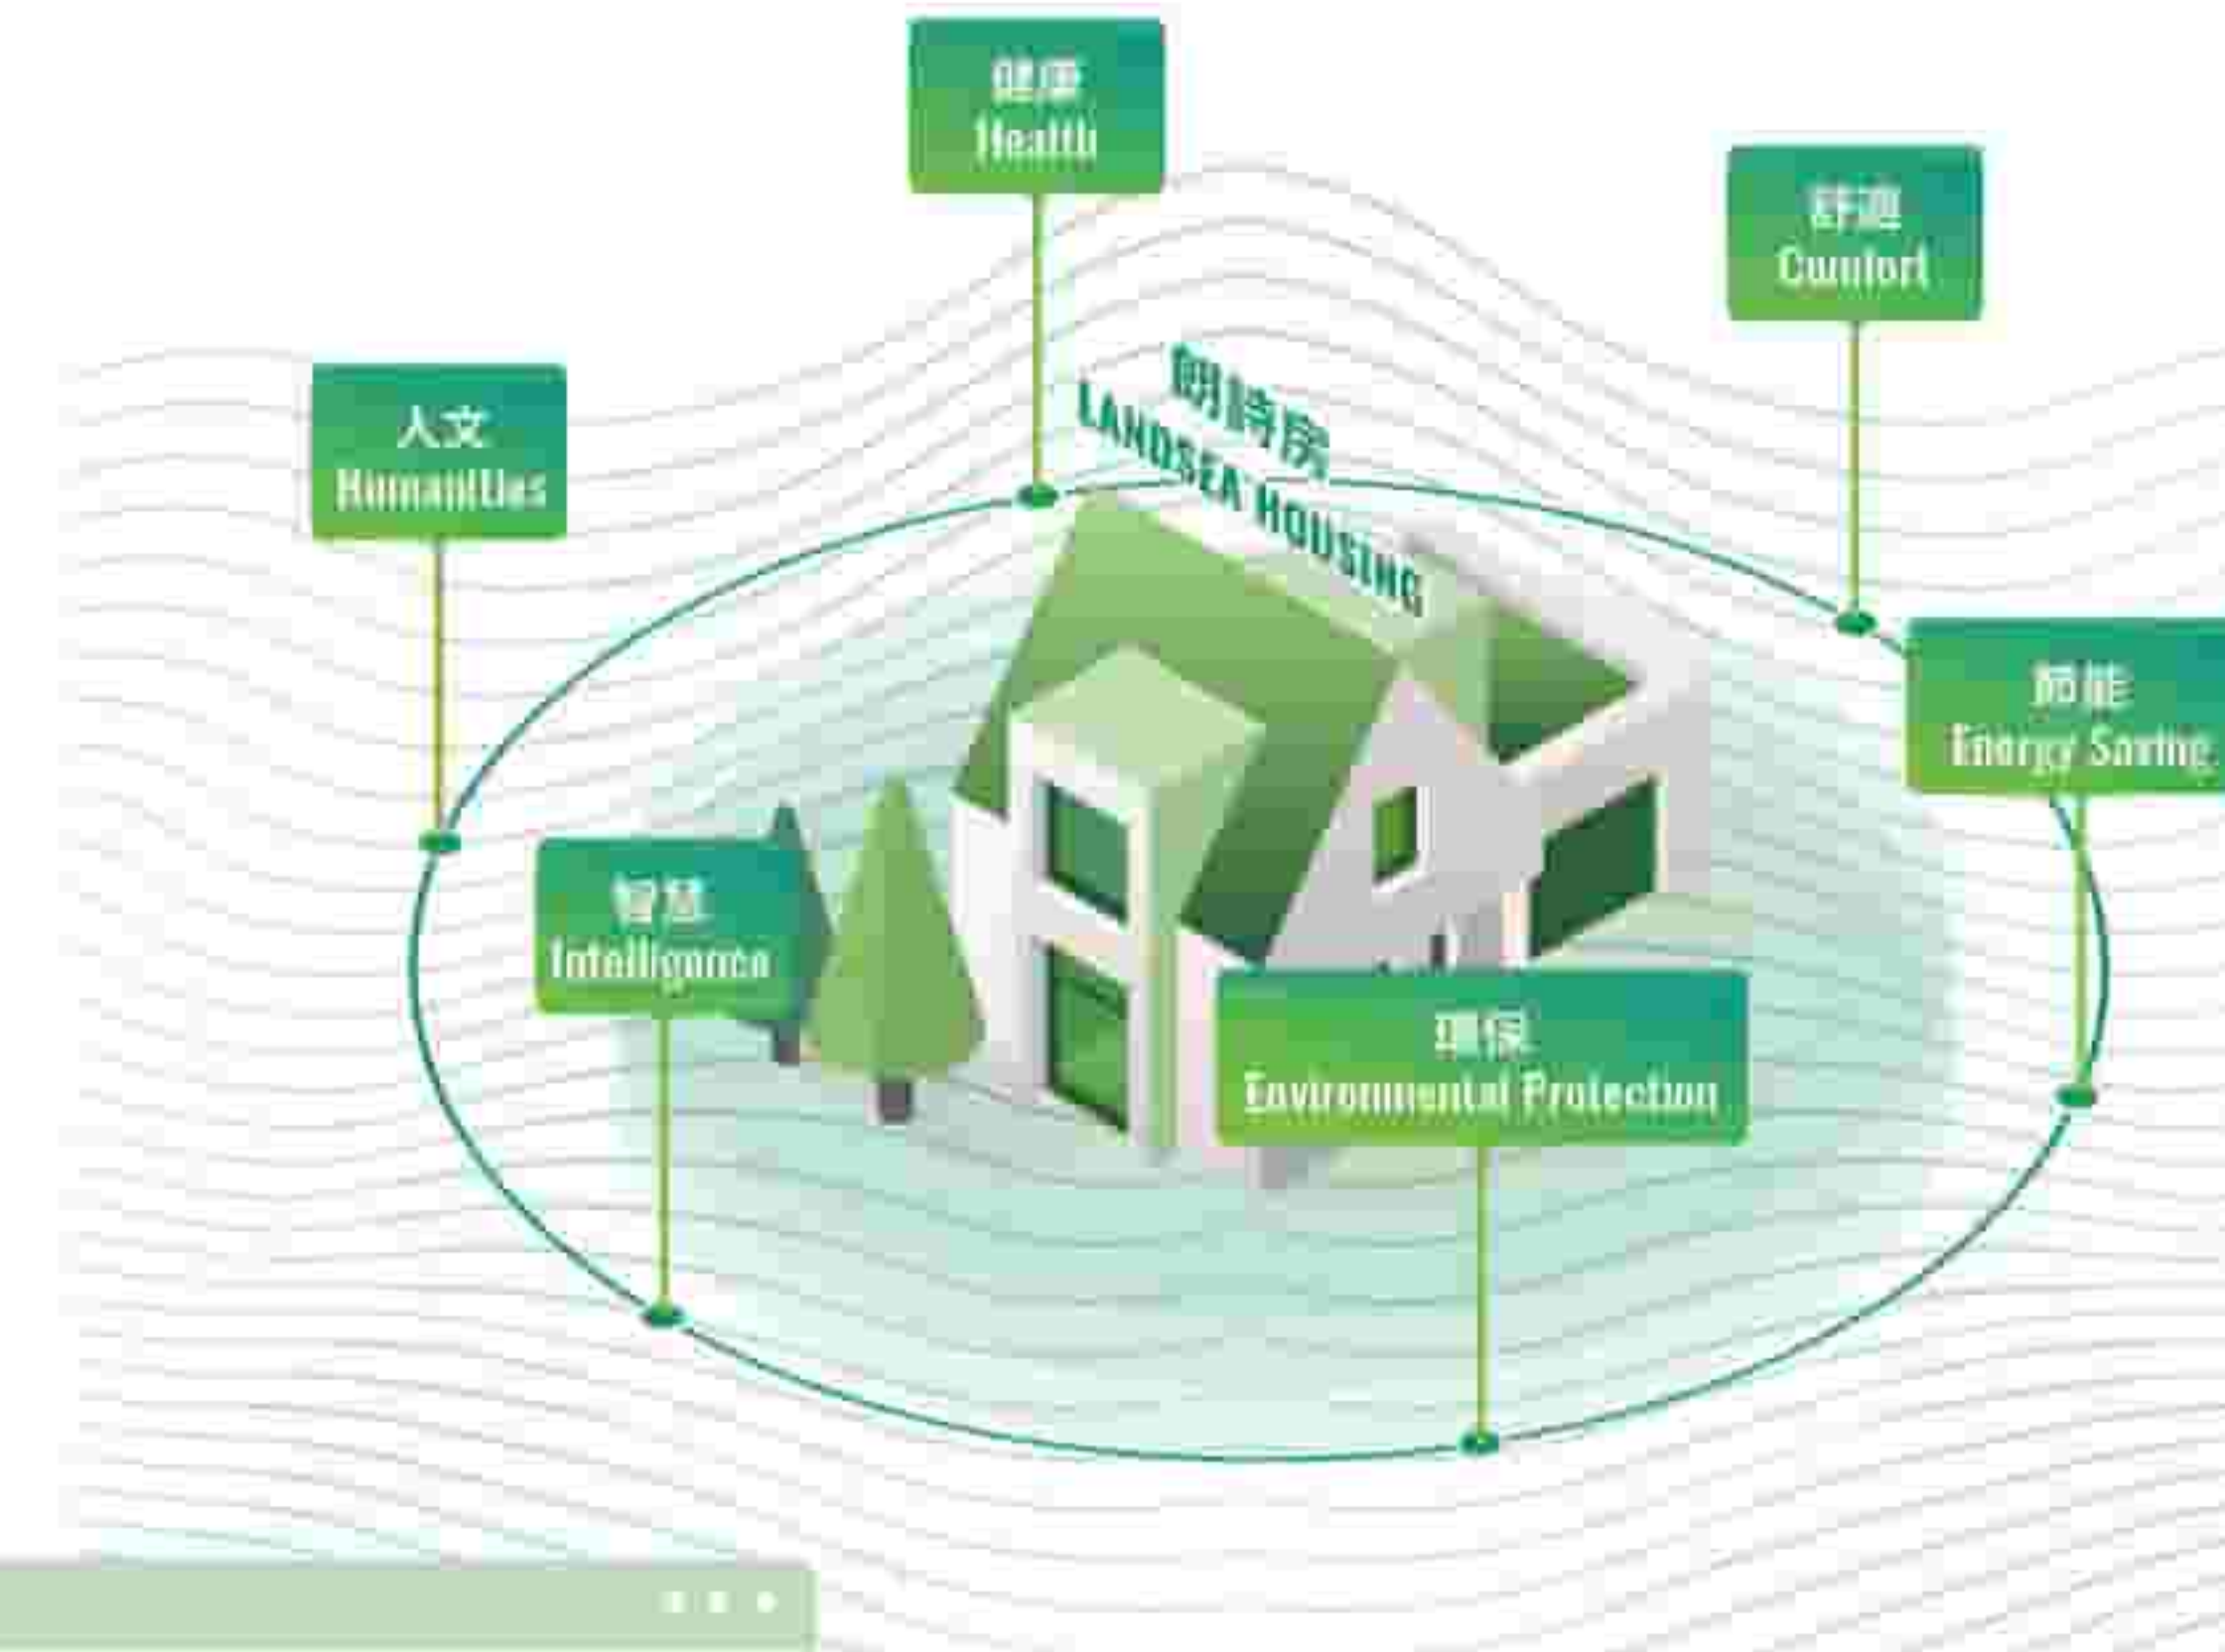 健康
Health
舒適
Comfort
朗詩房
LANDSEA HOUSING
人文
Humanities
節能
Energy Saving
智慧
Intelligence
環保
Environmental Protection